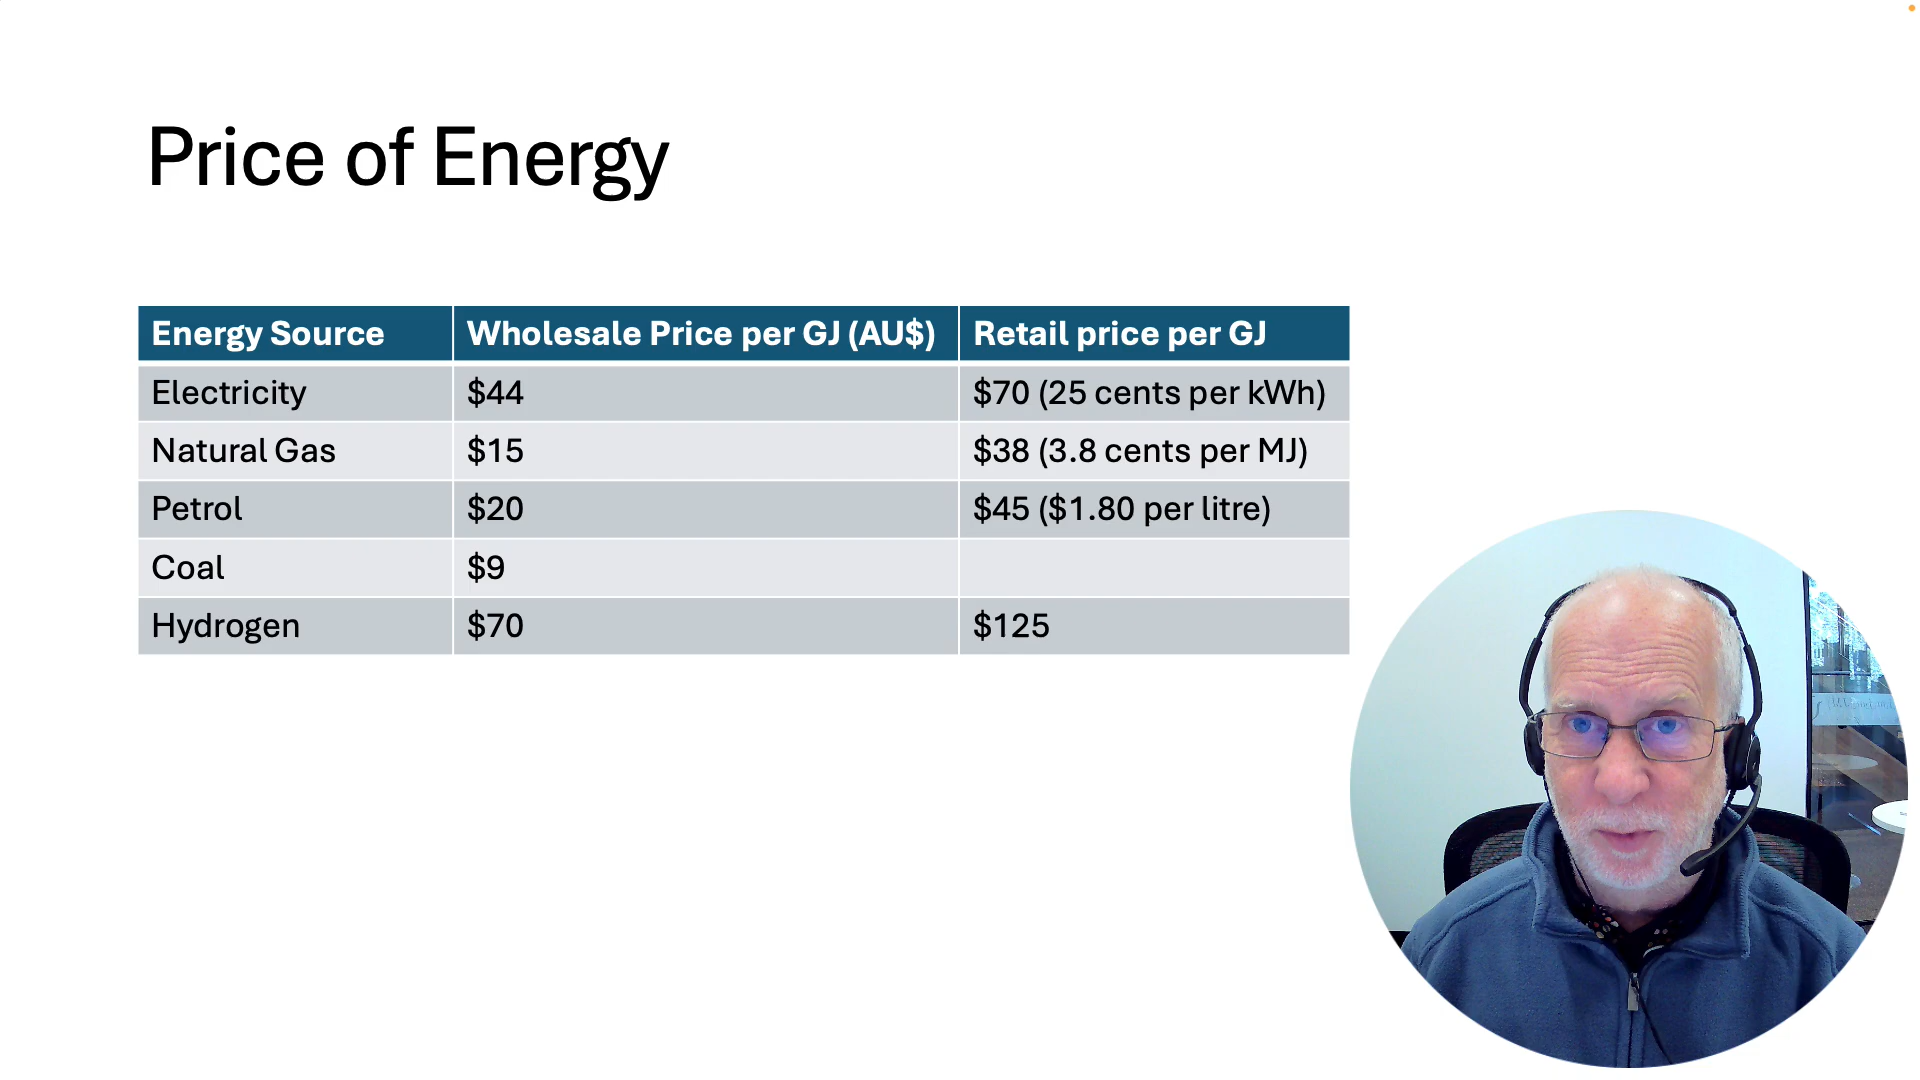 Price of Energy
Energy Source Wholesale Price per GJ (AU$) Retail price per GJ
Electricity $44 $70 (25 cents per kWh)
Natural Gas $15 $38 (3.8 cents per MJ)
Petrol $20 $45 ($1.80 per litre)
Coal $9
Hydrogen $70 $125